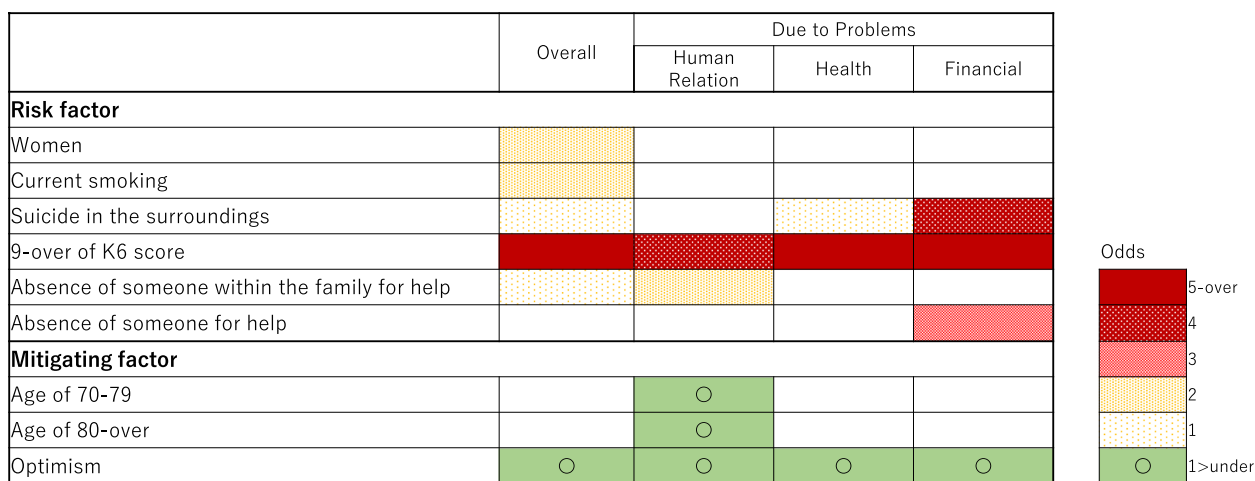 Overall
Due to Problems
Human
Relation
Health
Financial
Risk factor
Women
Current smoking
Suicide in the surroundings
9-over of K6 score
Absence of someone within the family for help
Absence of someone for help
Mitigating factor
Age of 70-79
○
Age of 80-over
○
Optimism ○ ○ ○ ○
Odds
5-over
4
3
2
1
○ 1>under